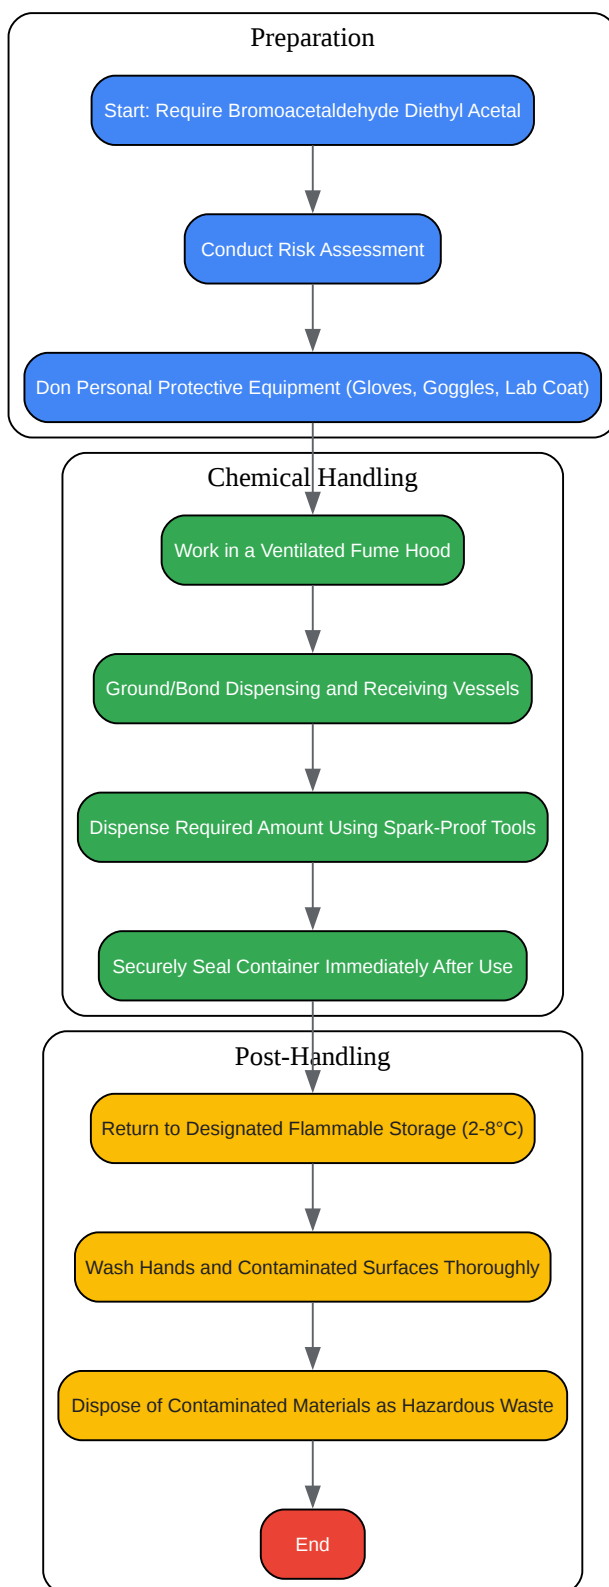 Preparation
Start: Require Bromoacetaldehyde Diethyl Acetal
Conduct Risk Assessment
Don Personal Protective Equipment (Gloves, Goggles, Lab Coat)
Chemical Handling
Work in a Ventilated Fume Hood
Ground/Bond Dispensing and Receiving Vessels
Dispense Required Amount Using Spark-Proof Tools
Securely Seal Container Immediately After Use
Post-Handling
Return to Designated Flammable Storage (2-8°C)
Wash Hands and Contaminated Surfaces Thoroughly
Dispose of Contaminated Materials as Hazardous Waste
End